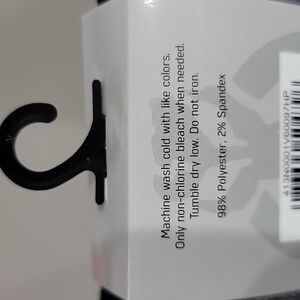 Machine wash cold with like colors.
Only non-chlorine bleach when needed.
Tumble dry low. Do not iron.
98% Polyester, 2% Spandex
413N0001V60097HP